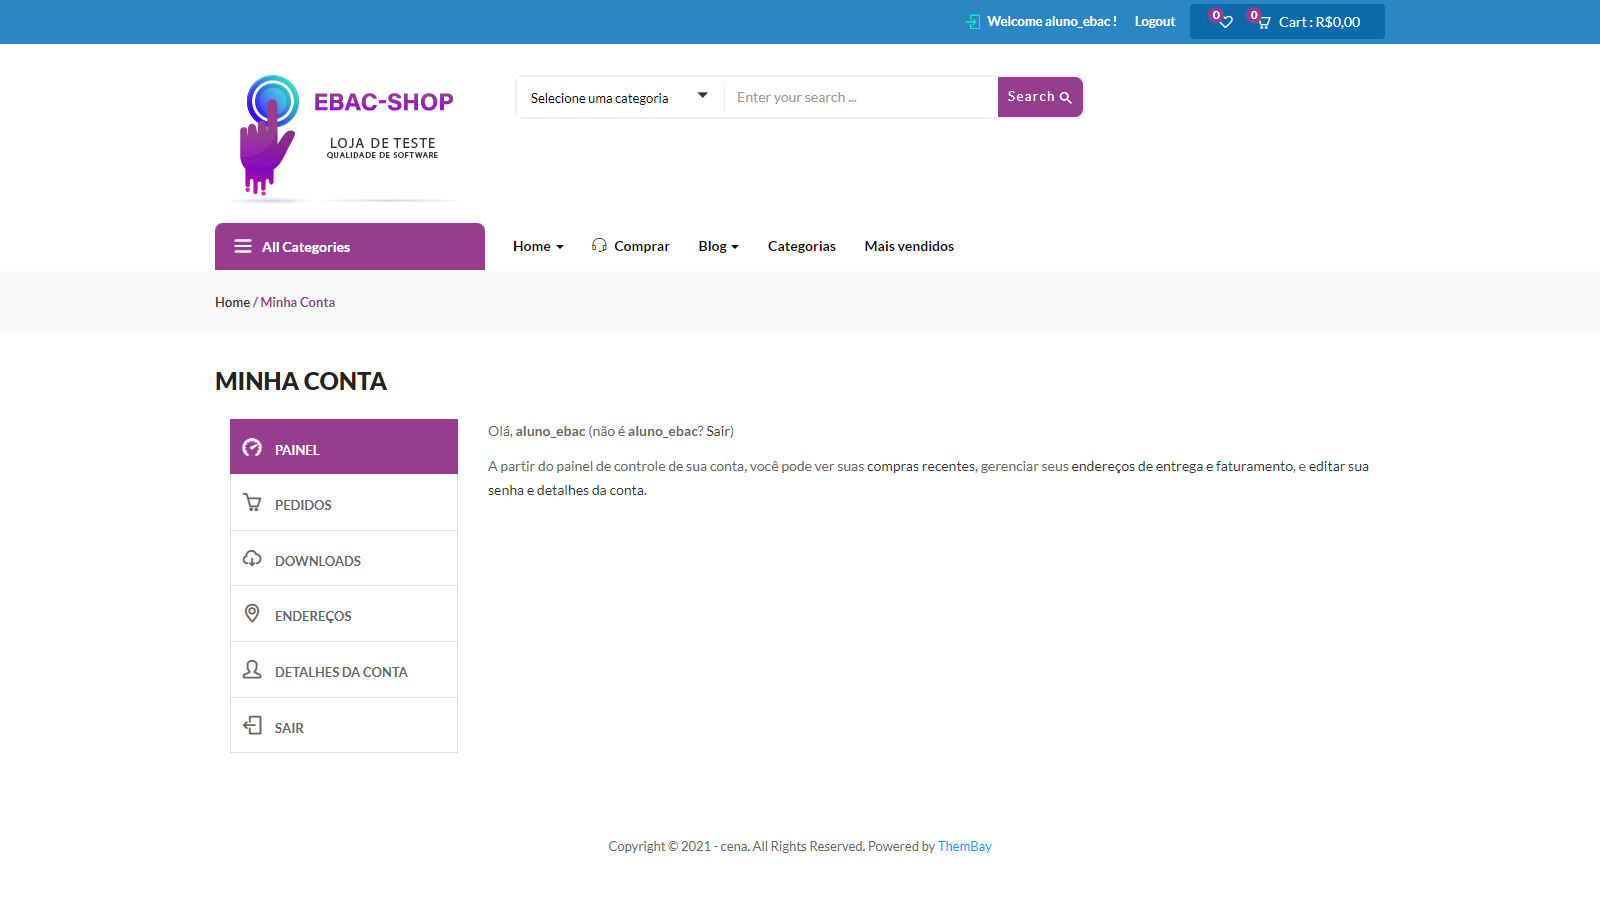 Welcome aluno_ebac ! Logout 0 0 Cart : R$0,00
EBAC-SHOP
LOJA DE TESTE
QUALIDADE DE SOFTWARE
Selecione uma categoria Enter your search ... Search
All Categories Home Comprar Blog Categorias Mais vendidos
Home / Minha Conta
MINHA CONTA
PAINEL
PEDIDOS
DOWNLOADS
ENDEREÇOS
DETALHES DA CONTA
SAIR
Olá, aluno_ebac (não é aluno_ebac? Sair)
A partir do painel de controle de sua conta, você pode ver suas compras recentes, gerenciar seus endereços de entrega e faturamento, e editar sua
senha e detalhes da conta.
Copyright © 2021 - cena. All Rights Reserved. Powered by ThemBay